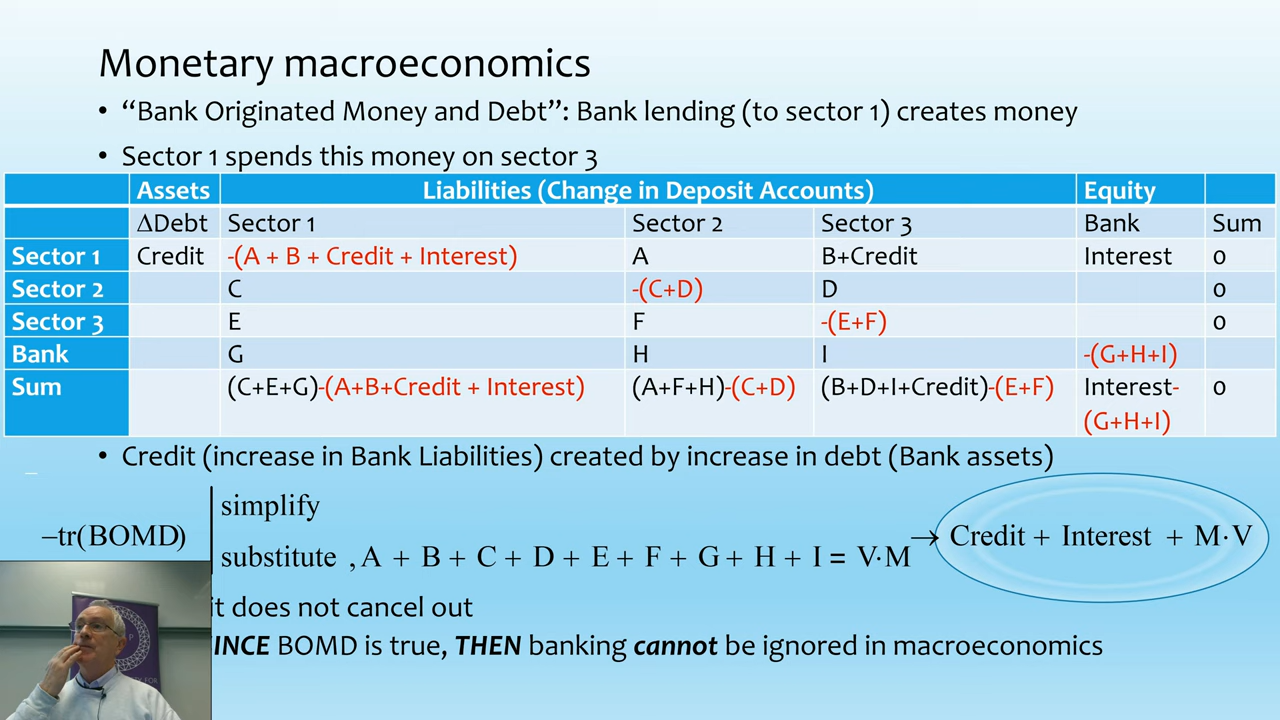 Monetary macroeconomics
• “Bank Originated Money and Debt”: Bank lending (to sector 1) creates money
• Sector 1 spends this money on sector 3
Assets Liabilities (Change in Deposit Accounts) Equity
ΔDebt Sector 1 Sector 2 Sector 3 Bank Sum
Sector 1 Credit -(A + B + Credit + Interest) A B+Credit Interest 0
Sector 2 C -(C+D) D 0
Sector 3 E F -(E+F) 0
Bank G H I -(G+H+I)
Sum (C+E+G)-(A+B+Credit + Interest) (A+F+H)-(C+D) (B+D+I+Credit)-(E+F) Interest- 0
(G+H+I)
• Credit (increase in Bank Liabilities) created by increase in debt (Bank assets)
simplify
−tr(BOMD) → Credit + Interest + M·V
substitute , A + B + C + D + E + F + G + H + I = V·M
it does not cancel out
INCE BOMD is true, THEN banking cannot be ignored in macroeconomics